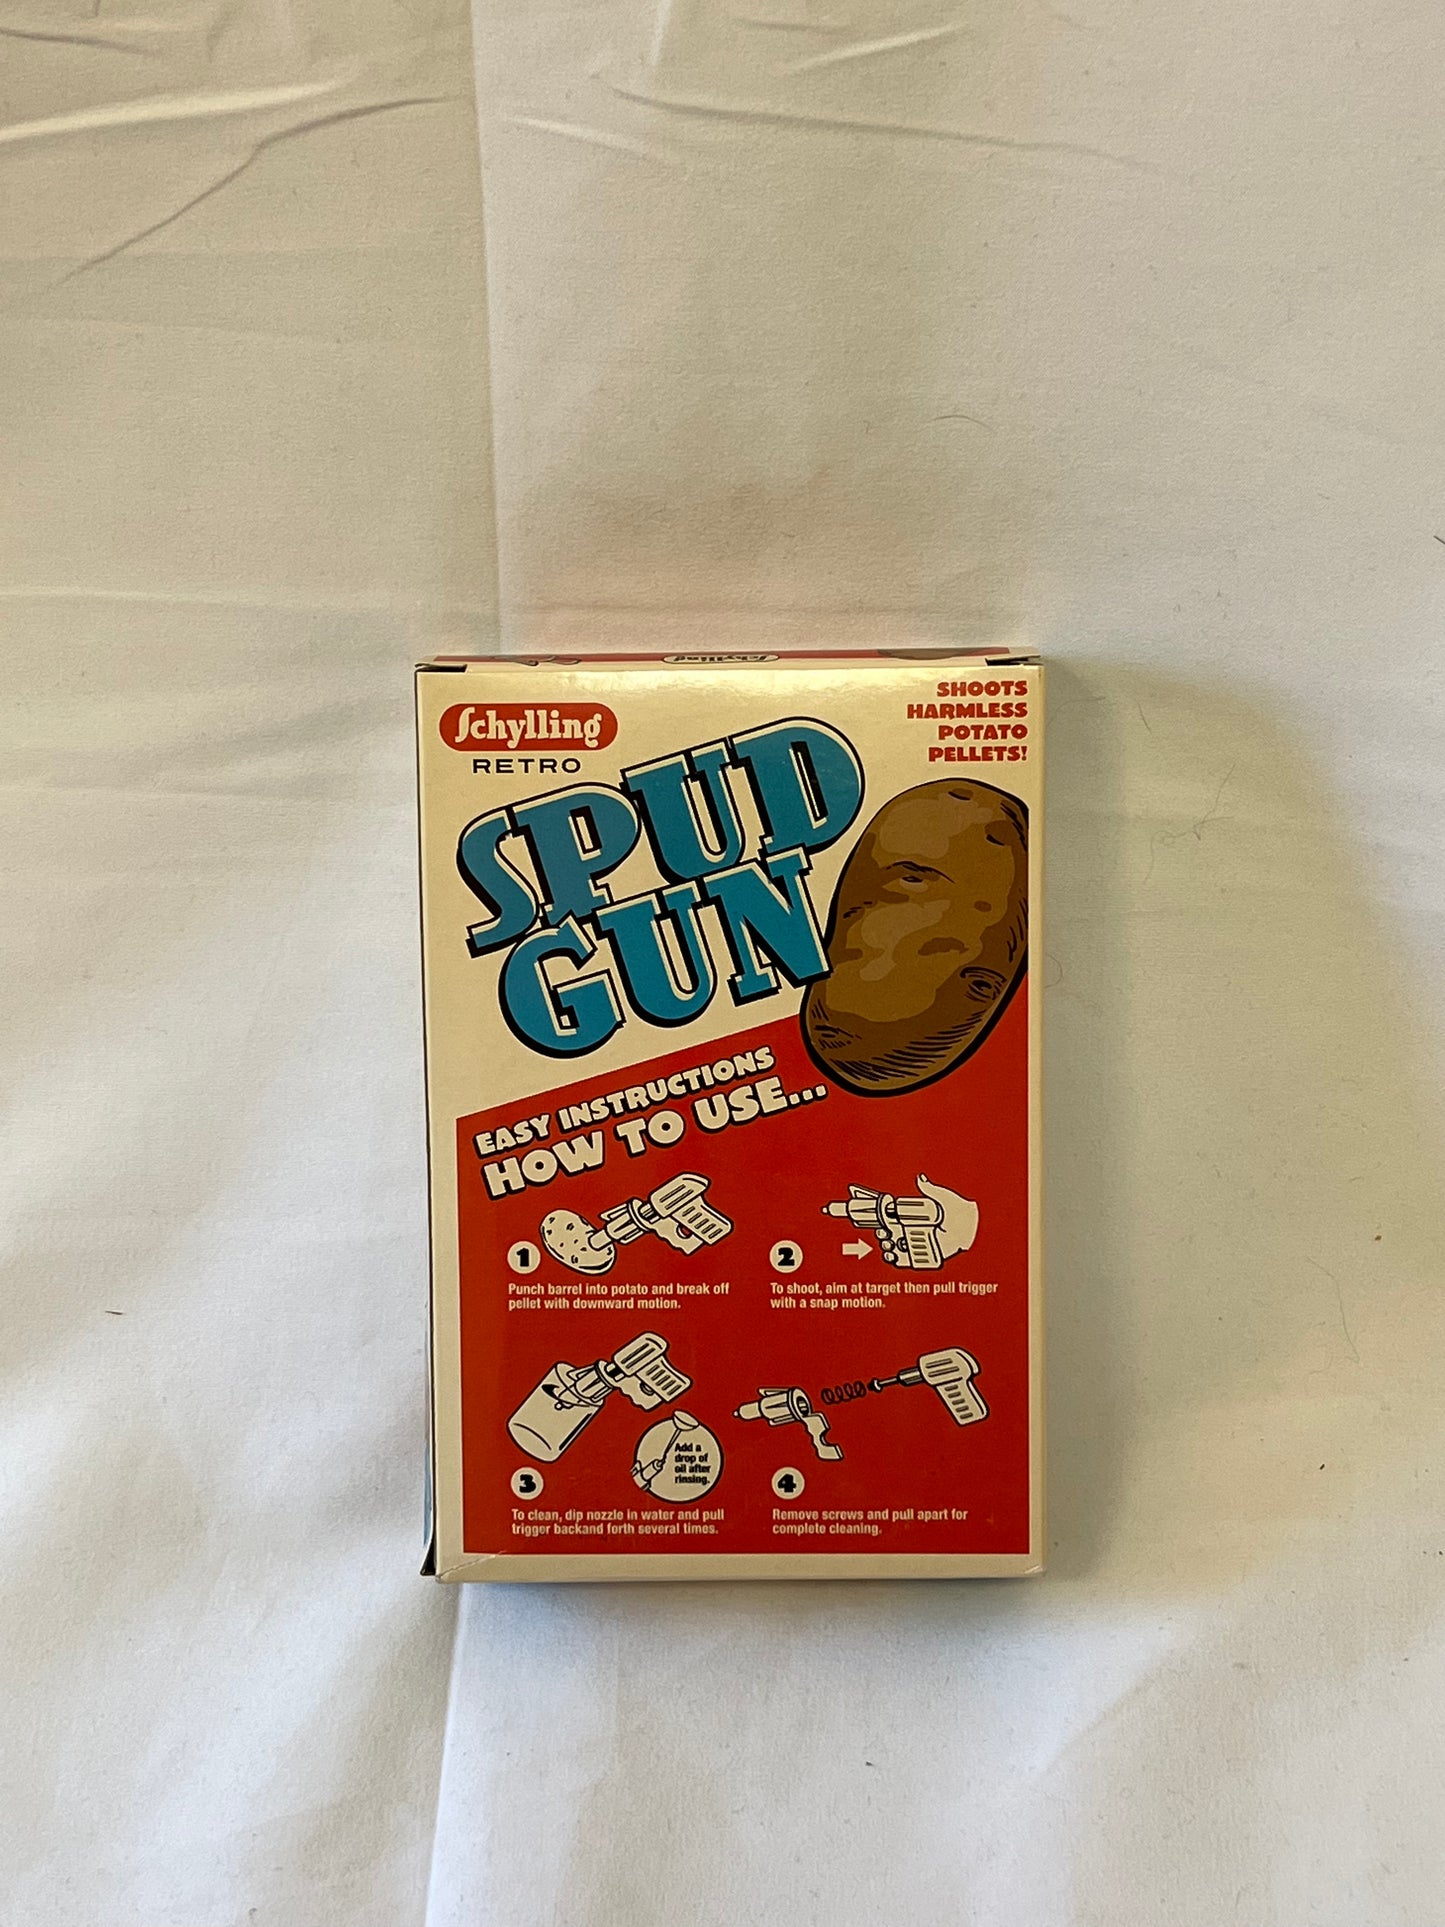 Schylling
Schylling
RETRO
SHOOTS
HARMLESS
POTATO
PELLETS!
SPUD
GUN
EASY INSTRUCTIONS
HOW TO USE...
1
Punch barrel into potato and break off
pellet with downward motion.
2
To shoot, aim at target then pull trigger
with a snap motion.
Add a
drop of
oil after
rinsing.
3
To clean, dip nozzle in water and pull
trigger backand forth several times.
4
Remove screws and pull apart for
complete cleaning.